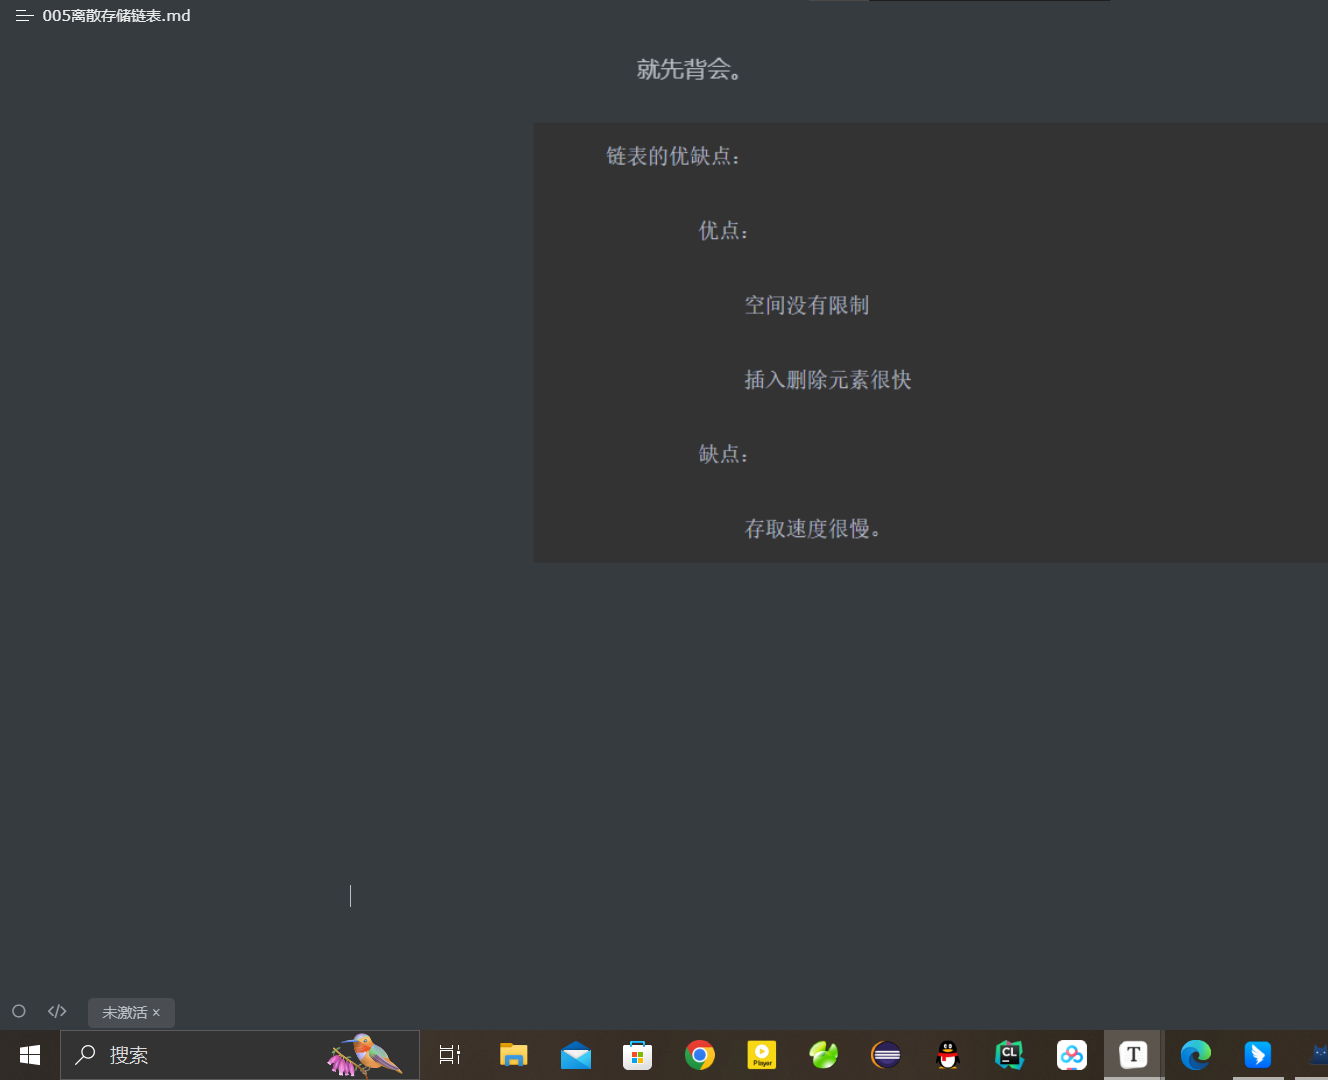 005离散存储链表.md
就先背会。
链表的优缺点：
优点：
空间没有限制
插入删除元素很快
缺点：
存取速度很慢。
</>
未激活 ×
搜索
Player
CL
T